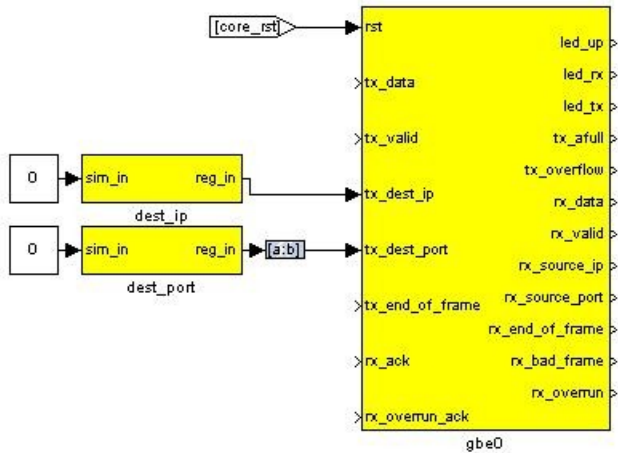 [core_rst]
rst
led_up
led_rx
tx_data
led_tx
tx_valid
tx_afull
tx_overflow
0
sim_in
reg_in
tx_dest_ip
rx_data
dest_ip
rx_valid
0
sim_in
reg_in
[a:b]
tx_dest_port
rx_source_ip
dest_port
rx_source_port
tx_end_of_frame
rx_end_of_frame
rx_ack
rx_bad_frame
rx_overrun
rx_overrun_ack
gbe0